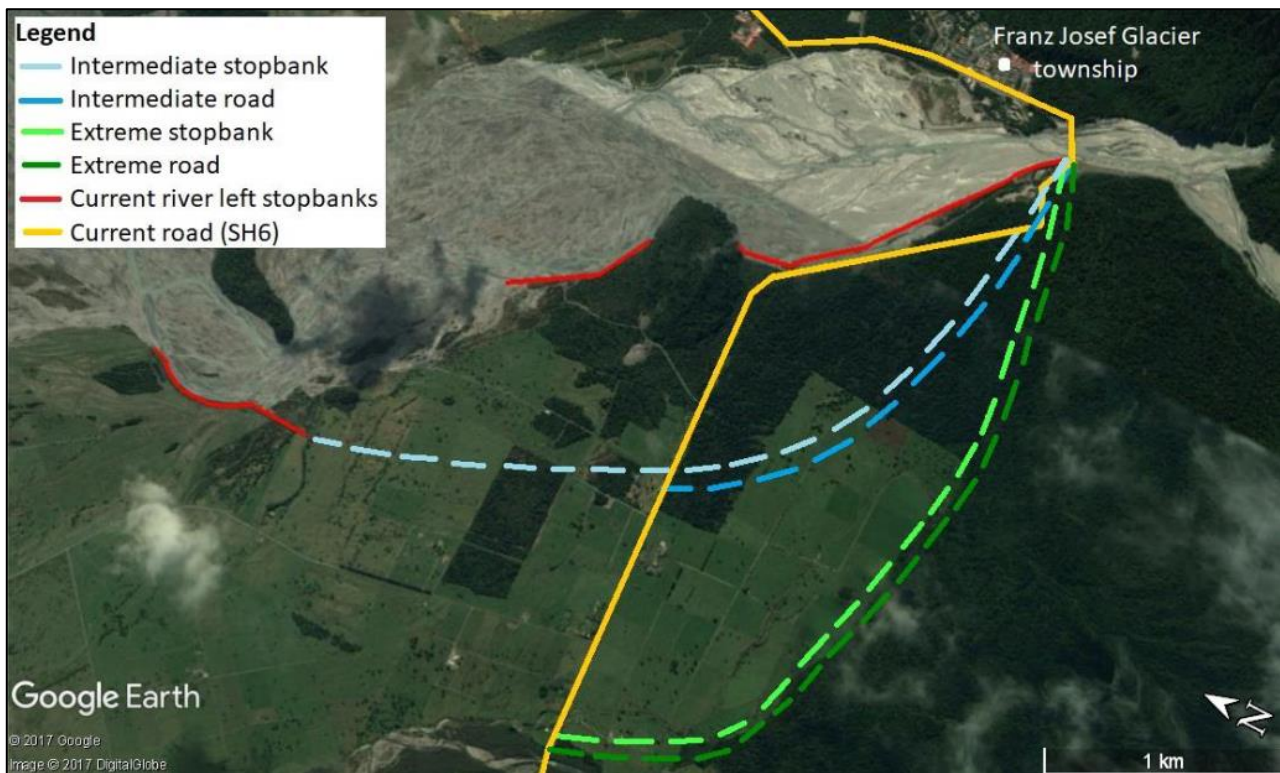 Legend
Intermediate stopbank
Intermediate road
Extreme stopbank
Extreme road
Current river left stopbanks
Current road (SH6)
Franz Josef Glacier
township
Google Earth
© 2017 Google
Image © 2017 DigitalGlobe
N
1 km